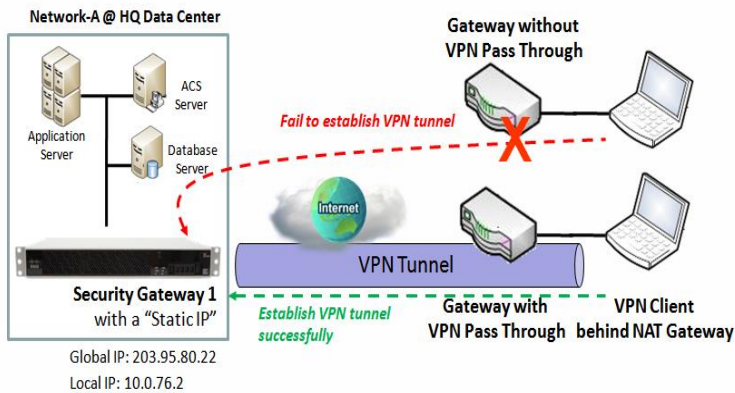 Network-A @ HQ Data Center
Gateway without
VPN Pass Through
ACS
Server
Application
Server
Database
Server
Fail to establish VPN tunnel
X
Internet
VPN Tunnel
Security Gateway 1
with a “Static IP”
Establish VPN tunnel
successfully
Gateway with
VPN Pass Through
VPN Client
behind NAT Gateway
Global IP: 203.95.80.22
Local IP: 10.0.76.2